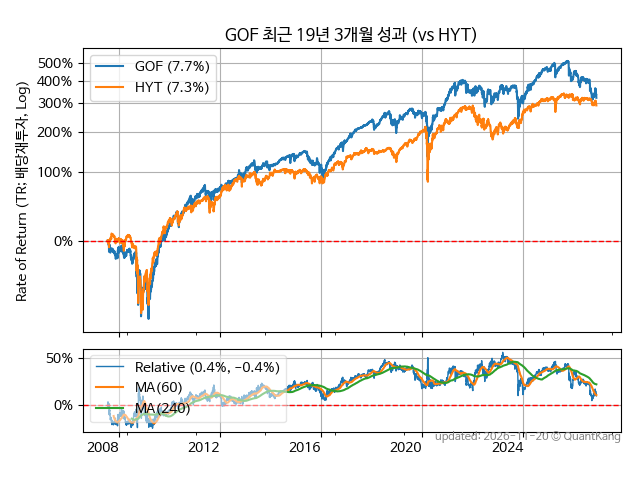 GOF 최근 19년 3개월 성과 (vs HYT)
Rate of Return (TR; 배당재투자, Log)
500%
400%
300%
200%
100%
0%
GOF (7.7%)
HYT (7.3%)
50%
0%
Relative (0.4%, −0.4%)
MA(60)
MA(240)
2008
2012
2016
2020
2024
updated: 2026-11-20 © QuantKang